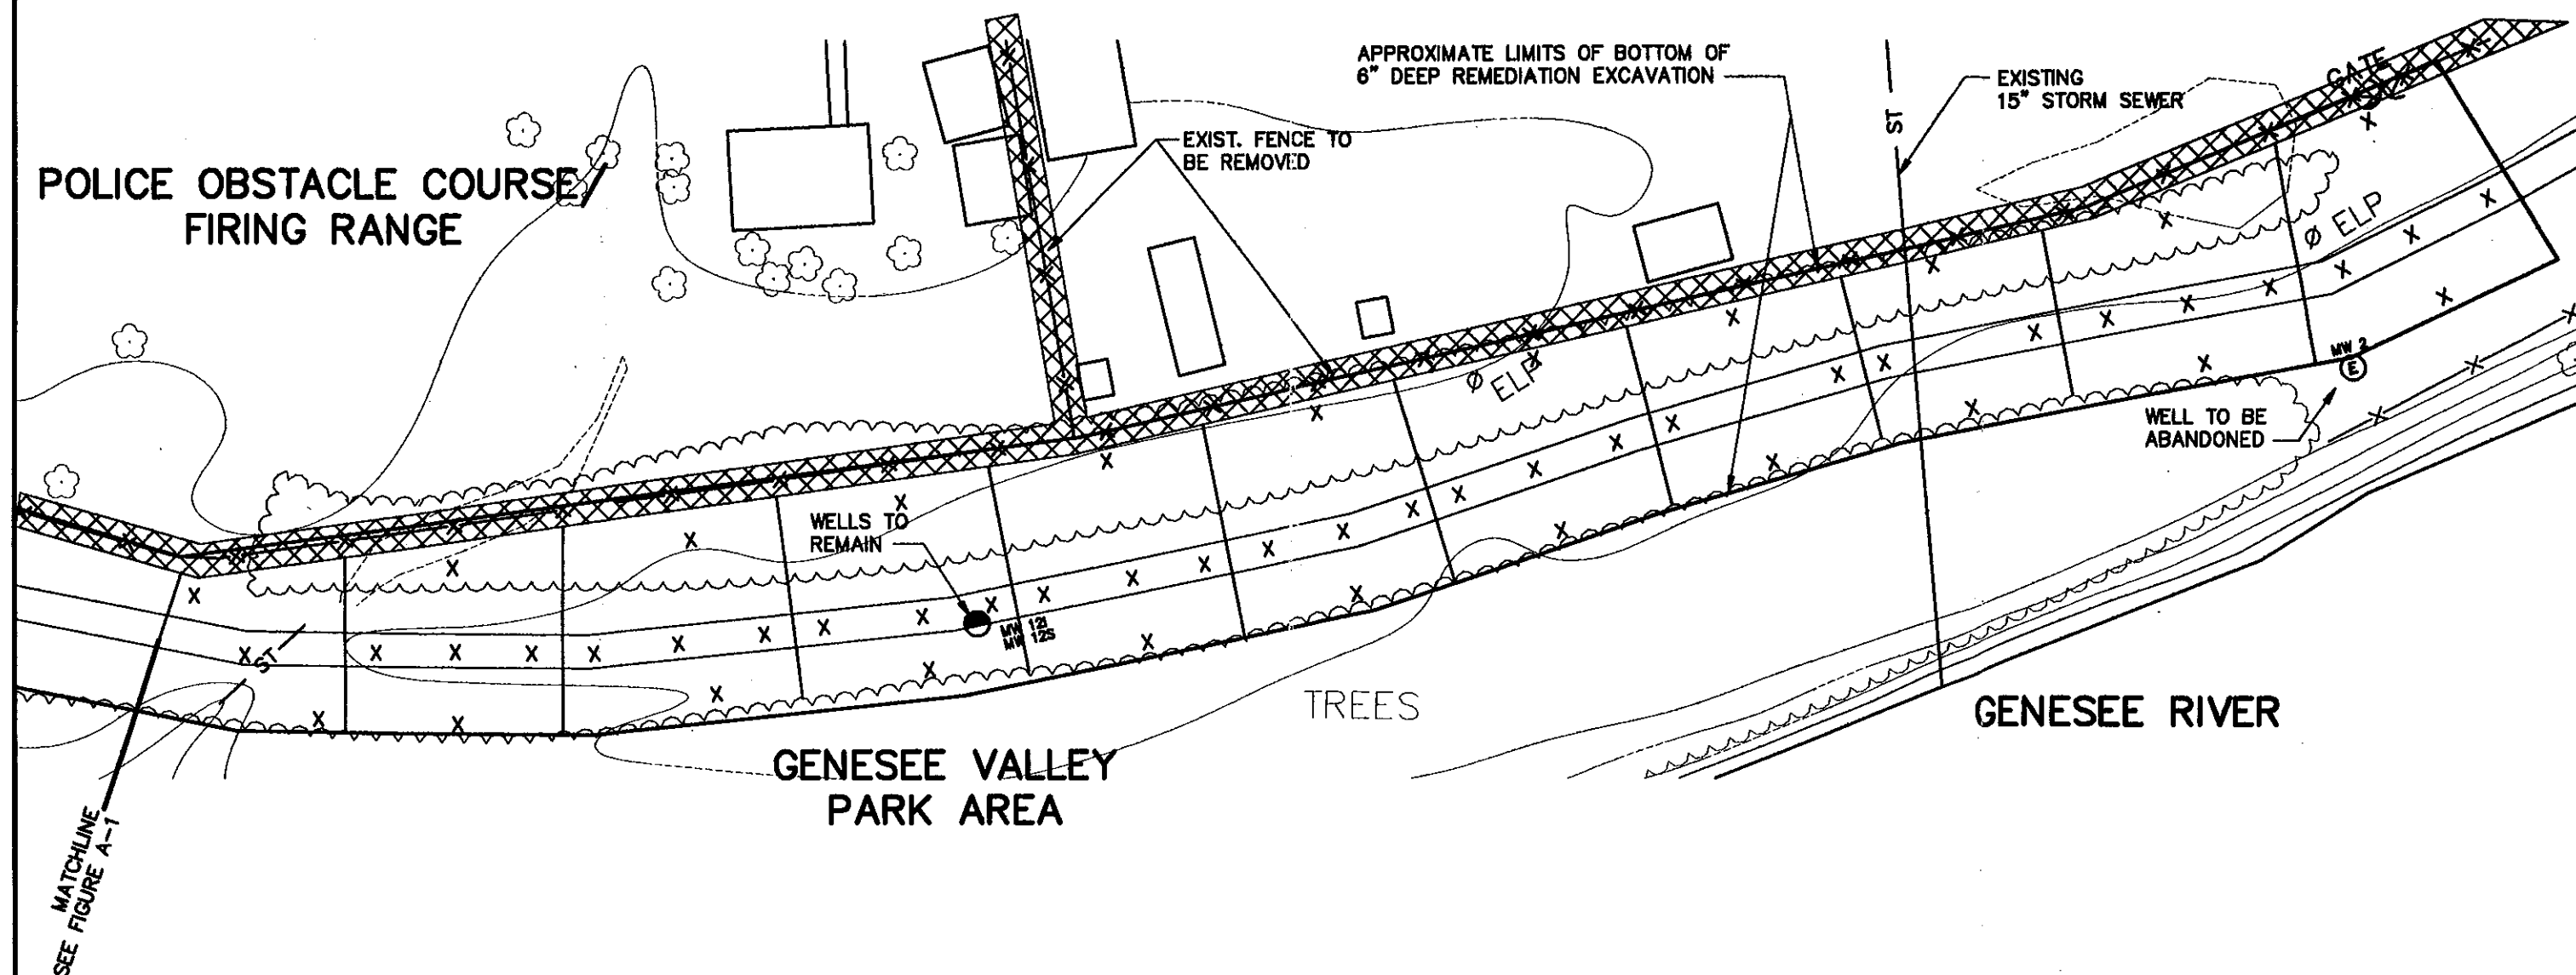 APPROXIMATE LIMITS OF BOTTOM OF
6" DEEP REMEDIATION EXCAVATION
EXISTING
15" STORM SEWER
GATE
ST
EXIST. FENCE TO
BE REMOVED
POLICE OBSTACLE COURSE/
FIRING RANGE
Ø ELP
Ø ELP
MW 2
E
WELL TO BE
ABANDONED
WELLS TO
REMAIN
MW 12I
MW 12S
ST
TREES
GENESEE RIVER
GENESEE VALLEY
PARK AREA
MATCHLINE
SEE FIGURE A-1